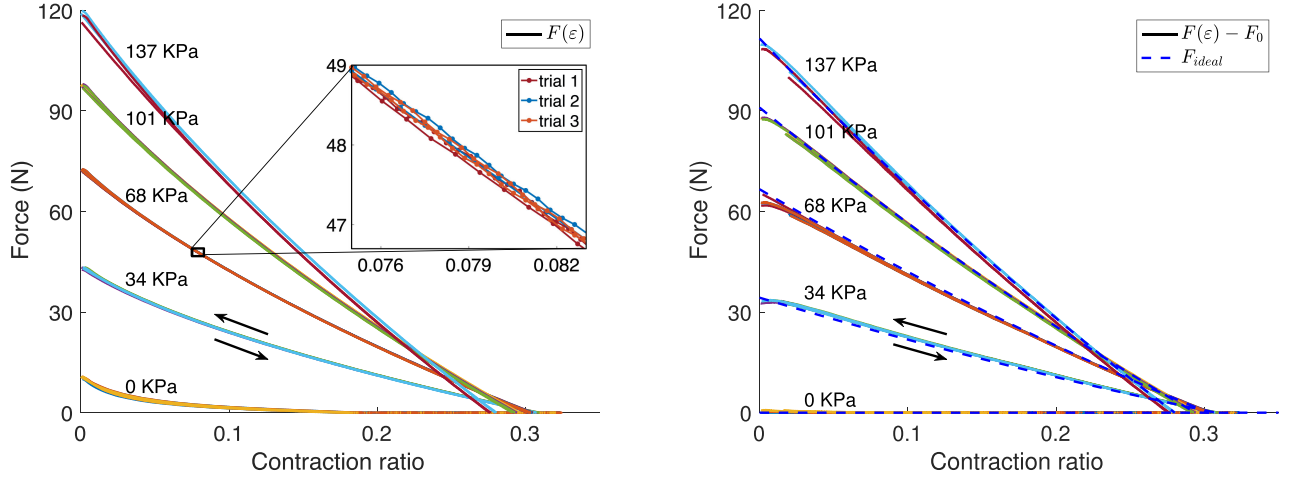 120
90
60
30
0
Force (N)
0
0.1
0.2
0.3
Contraction ratio
137 KPa
101 KPa
68 KPa
34 KPa
0 KPa
F(ε)
49
48
47
0.076
0.079
0.082
trial 1
trial 2
trial 3
120
90
60
30
0
Force (N)
0
0.1
0.2
0.3
Contraction ratio
137 KPa
101 KPa
68 KPa
34 KPa
0 KPa
F(ε) − F₀
F_ideal